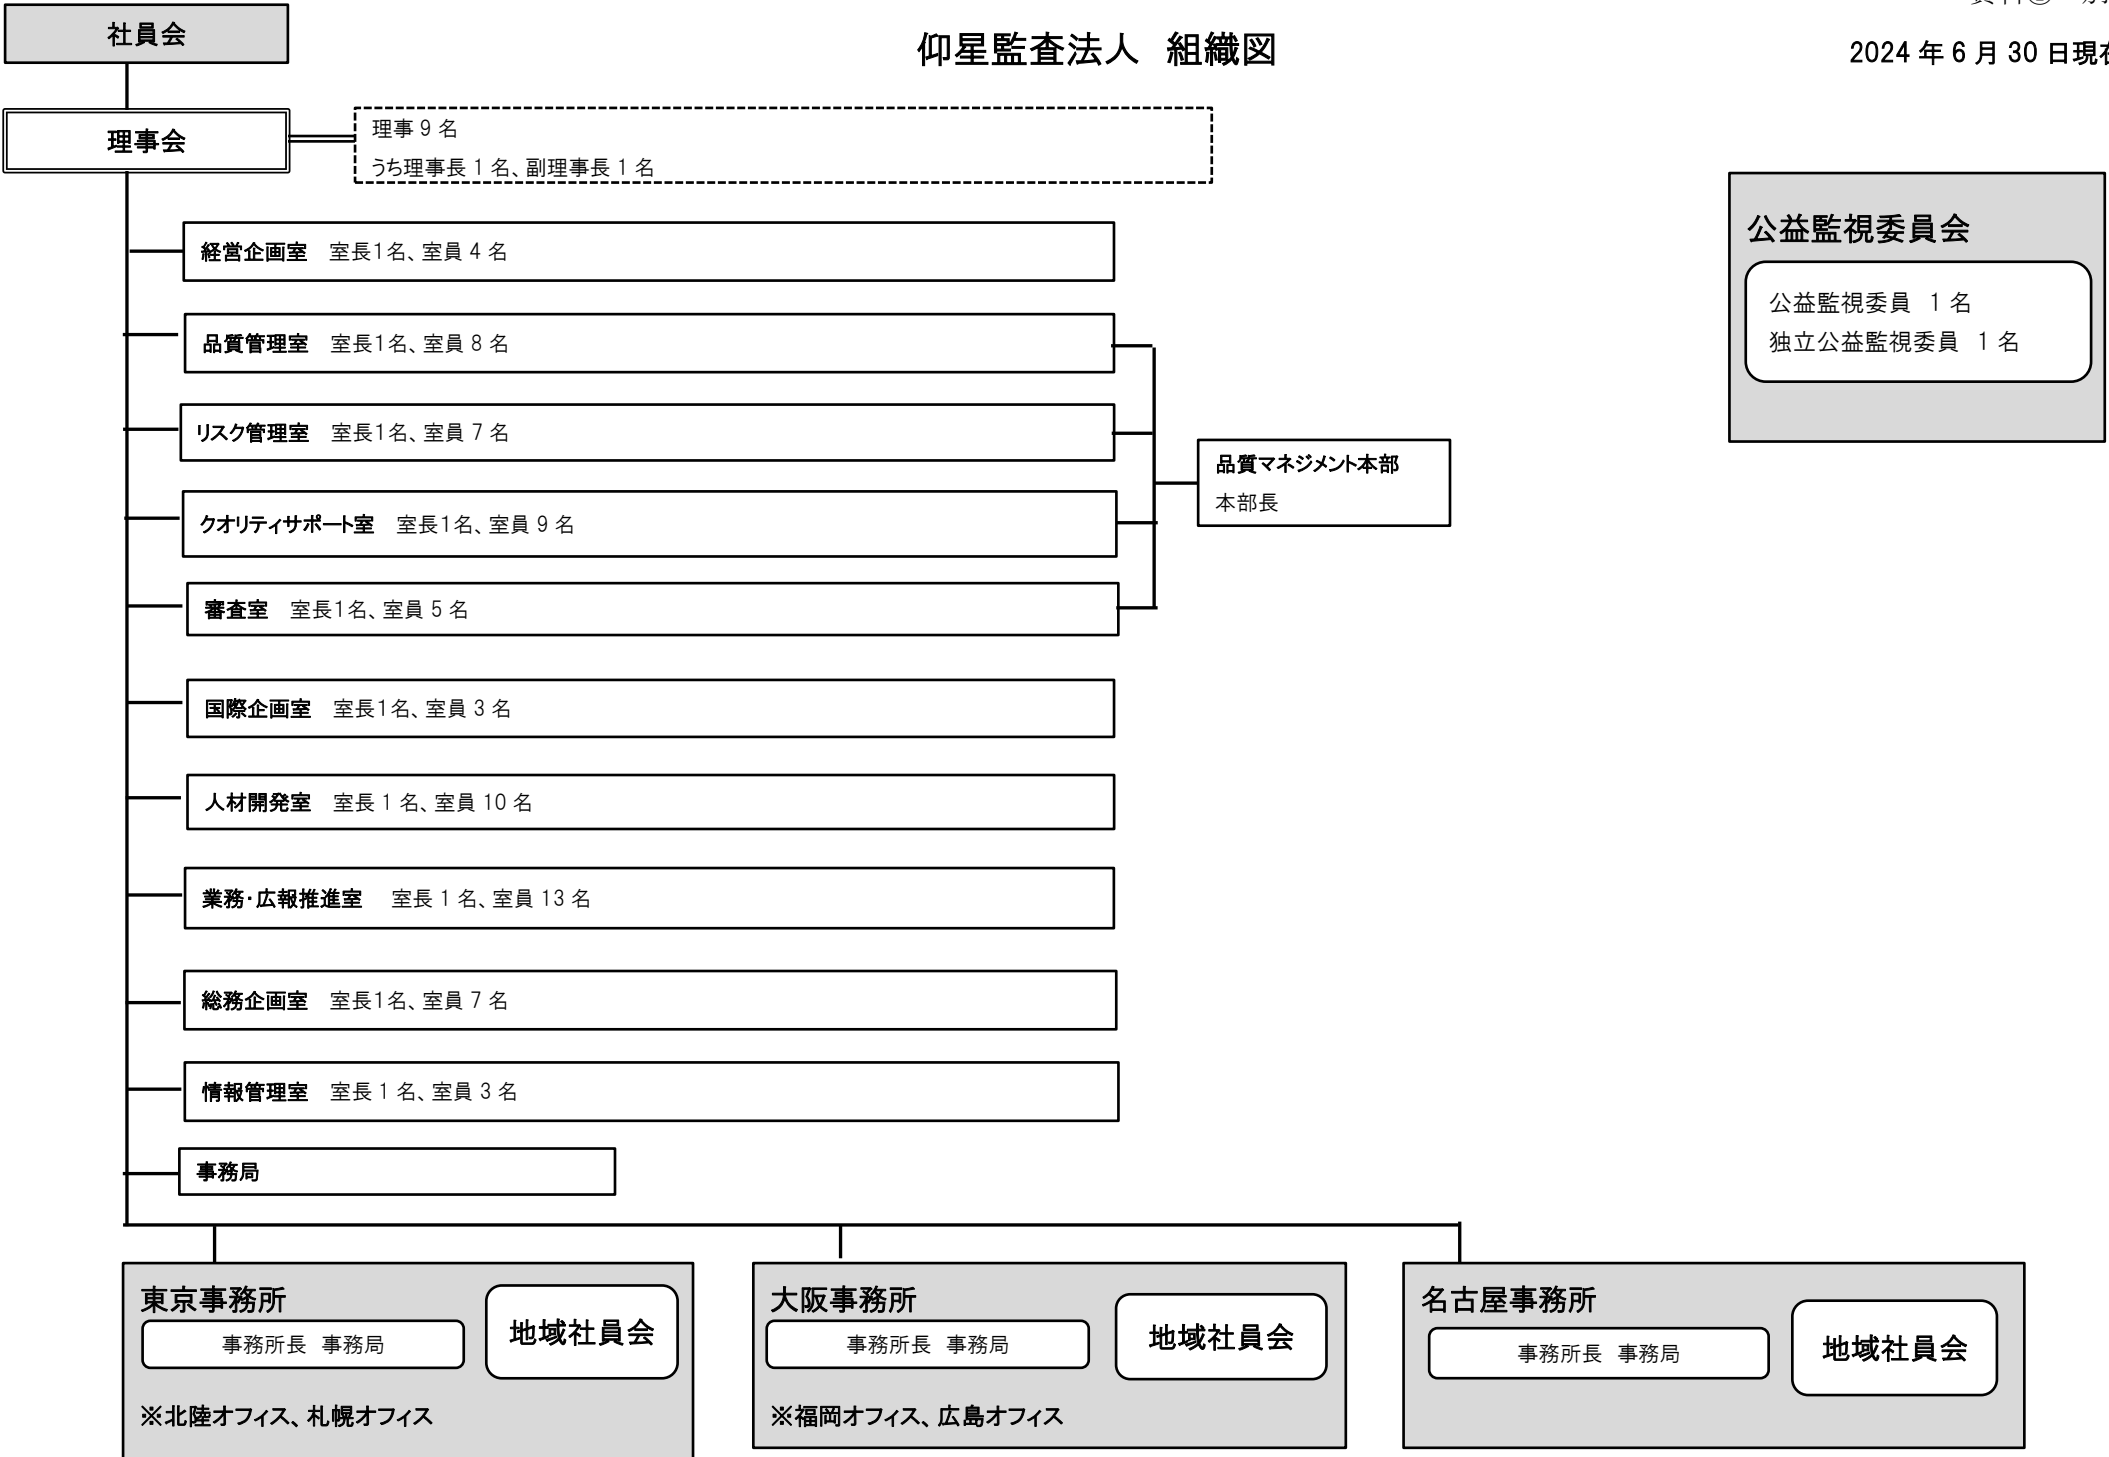 社員会
仰星監査法人　組織図
2024 年 6 月 30 日現在
理事会
理事 9 名
うち理事長 1 名、副理事長 1 名
公益監視委員会
公益監視委員　1 名
独立公益監視委員　1 名
経営企画室　室長1名、室員 4 名
品質管理室　室長1名、室員 8 名
リスク管理室　室長1名、室員 7 名
品質マネジメント本部
本部長
クオリティサポート室　室長1名、室員 9 名
審査室　室長1名、室員 5 名
国際企画室　室長1名、室員 3 名
人材開発室　室長 1 名、室員 10 名
業務・広報推進室　室長 1 名、室員 13 名
総務企画室　室長1名、室員 7 名
情報管理室　室長 1 名、室員 3 名
事務局
東京事務所
事務所長　事務局
地域社員会
※北陸オフィス、札幌オフィス
大阪事務所
事務所長　事務局
地域社員会
※福岡オフィス、広島オフィス
名古屋事務所
事務所長　事務局
地域社員会